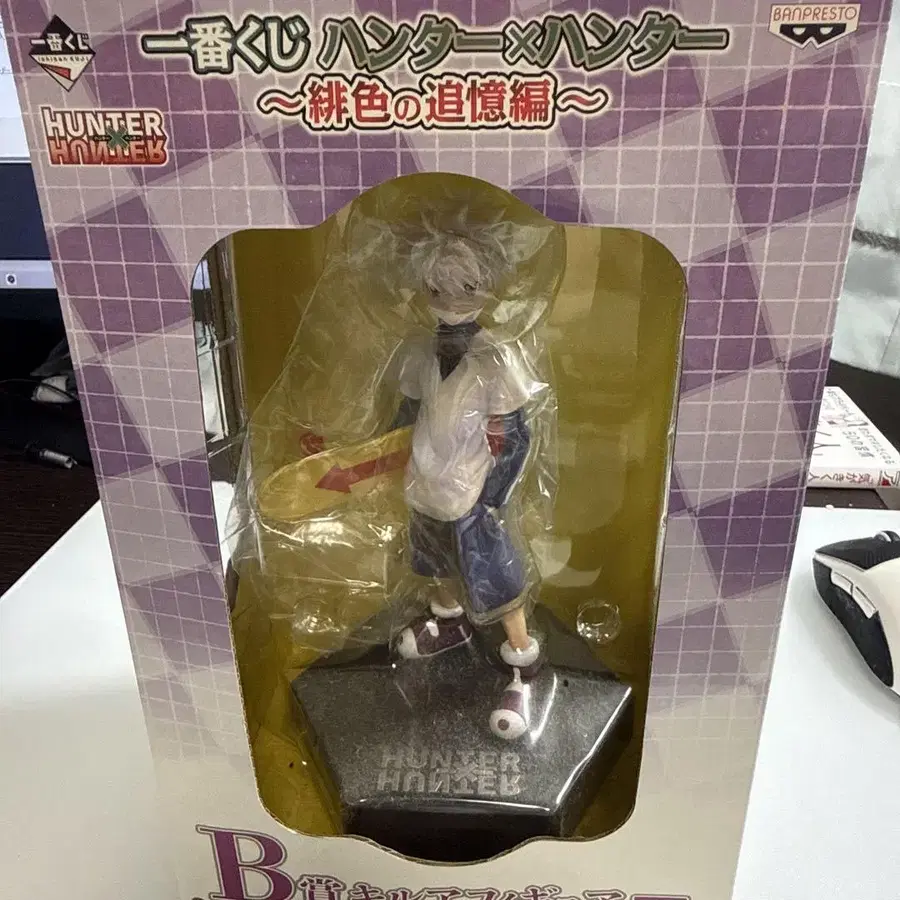 一番くじ
ICHIBAN KUJI
一番くじ ハンター×ハンター
BANPRESTO
～緋色の追憶編～
HUNTER
×
HUNTER
HUNTER
×
HUNTER
B賞 キルアフィギュア